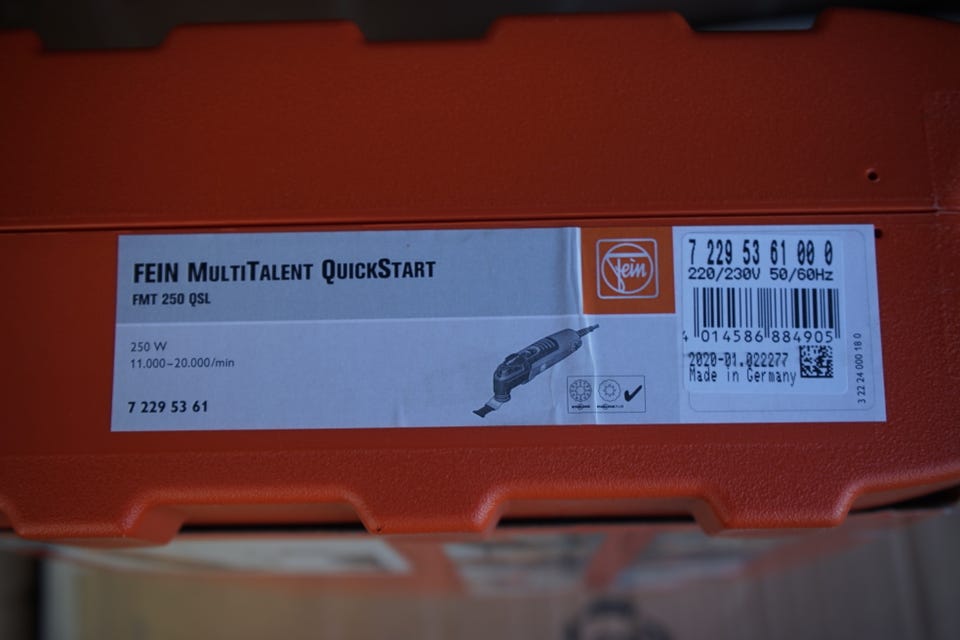 FEIN MULTITALENT QUICKSTART
FMT 250 QSL
250 W
11.000–20.000/min
7 229 53 61
Fein
7 229 53 61 00 0
220/230V 50/60Hz
4 014586 884905
2020-01.022277
Made in Germany
3 22 24 000 18 0